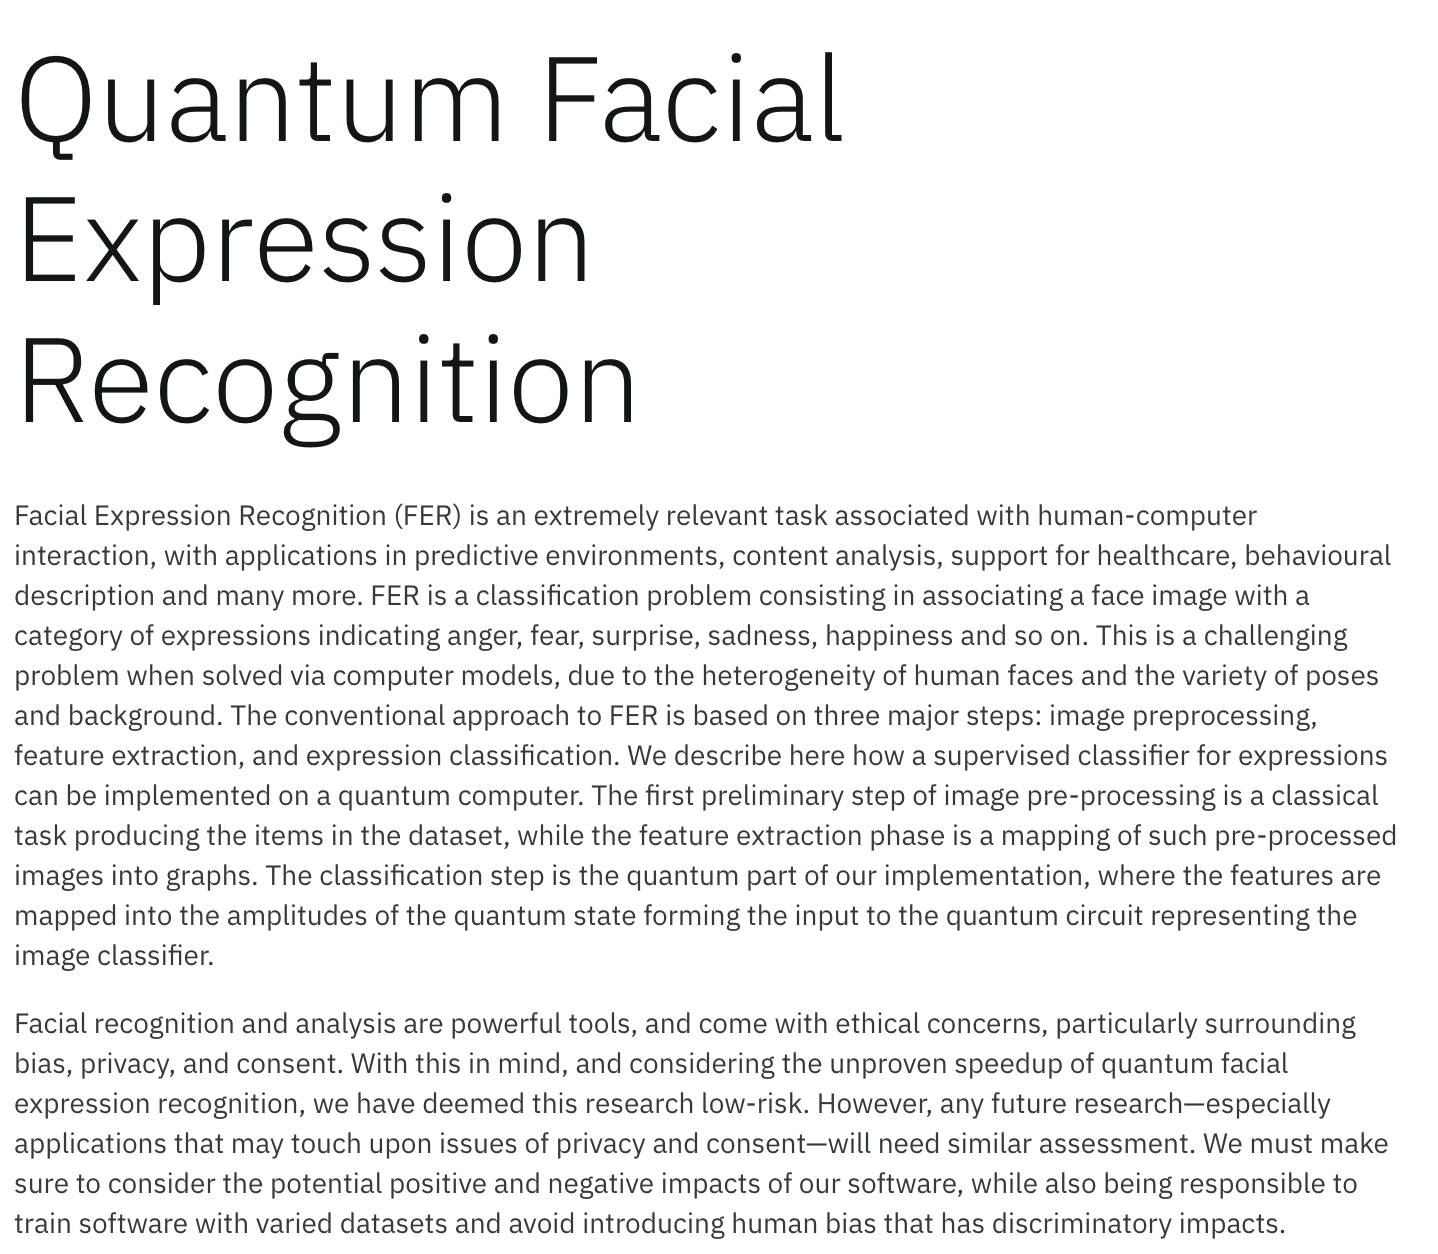 Quantum Facial
Expression
Recognition
Facial Expression Recognition (FER) is an extremely relevant task associated with human-computer
interaction, with applications in predictive environments, content analysis, support for healthcare, behavioural
description and many more. FER is a classification problem consisting in associating a face image with a
category of expressions indicating anger, fear, surprise, sadness, happiness and so on. This is a challenging
problem when solved via computer models, due to the heterogeneity of human faces and the variety of poses
and background. The conventional approach to FER is based on three major steps: image preprocessing,
feature extraction, and expression classification. We describe here how a supervised classifier for expressions
can be implemented on a quantum computer. The first preliminary step of image pre-processing is a classical
task producing the items in the dataset, while the feature extraction phase is a mapping of such pre-processed
images into graphs. The classification step is the quantum part of our implementation, where the features are
mapped into the amplitudes of the quantum state forming the input to the quantum circuit representing the
image classifier.
Facial recognition and analysis are powerful tools, and come with ethical concerns, particularly surrounding
bias, privacy, and consent. With this in mind, and considering the unproven speedup of quantum facial
expression recognition, we have deemed this research low-risk. However, any future research—especially
applications that may touch upon issues of privacy and consent—will need similar assessment. We must make
sure to consider the potential positive and negative impacts of our software, while also being responsible to
train software with varied datasets and avoid introducing human bias that has discriminatory impacts.